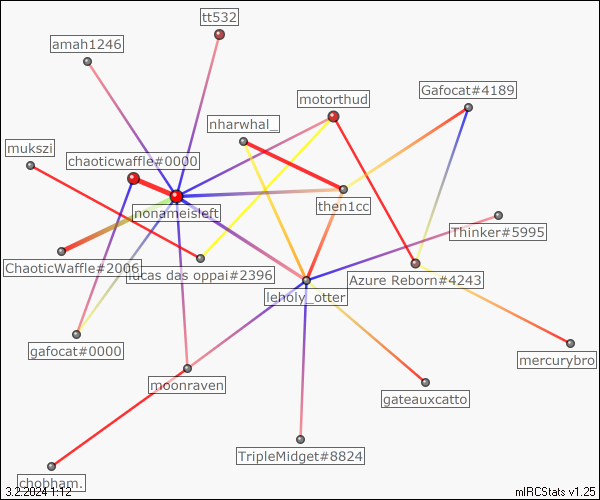 tt532
amah1246
Gafocat#4189
motorthud
nharwhal_
mukszi
chaoticwaffle#0000
then1cc
nonameisleft
Thinker#5995
ChaoticWaffle#2006
lucas das oppai#2396
Azure Reborn#4243
leholy_otter
gafocat#0000
mercurybro
moonraven
gateauxcatto
TripleMidget#8824
chobham.
3.2.2024 1:12
mIRCStats v1.25